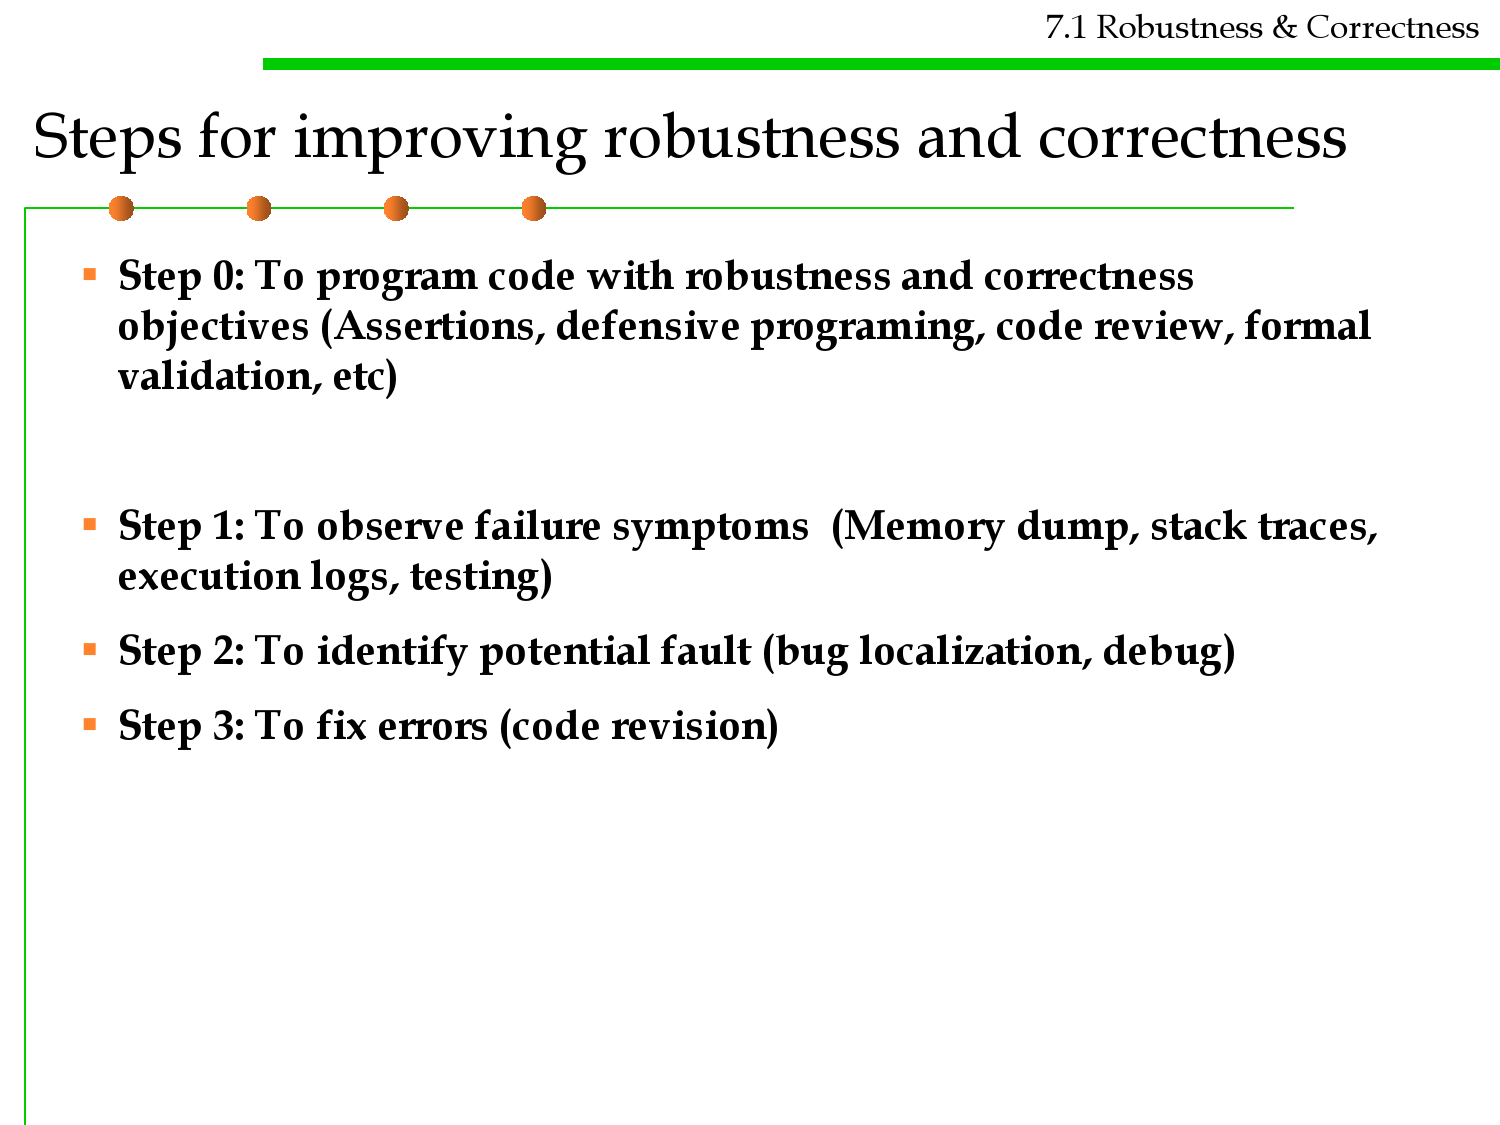 7.1 Robustness & Correctness
Steps for improving robustness and correctness
▪ Step 0: To program code with robustness and correctness
objectives (Assertions, defensive programing, code review, formal
validation, etc)
▪ Step 1: To observe failure symptoms  (Memory dump, stack traces,
execution logs, testing)
▪ Step 2: To identify potential fault (bug localization, debug)
▪ Step 3: To fix errors (code revision)